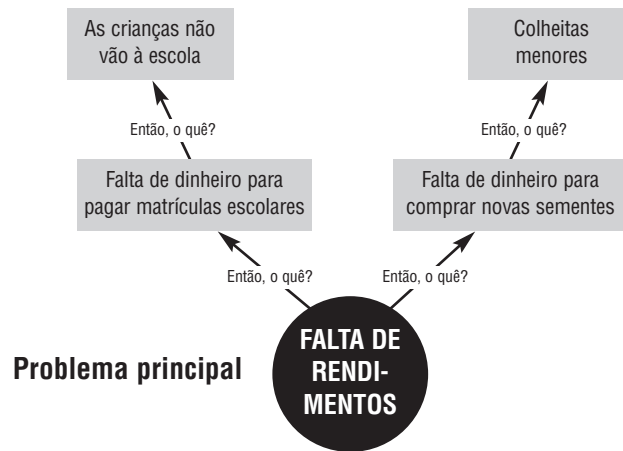 As crianças não
vão à escola
Colheitas
menores
Então, o quê?
Então, o quê?
Falta de dinheiro para
pagar matrículas escolares
Falta de dinheiro para
comprar novas sementes
Então, o quê?
Então, o quê?
Problema principal
FALTA DE
RENDI-
MENTOS